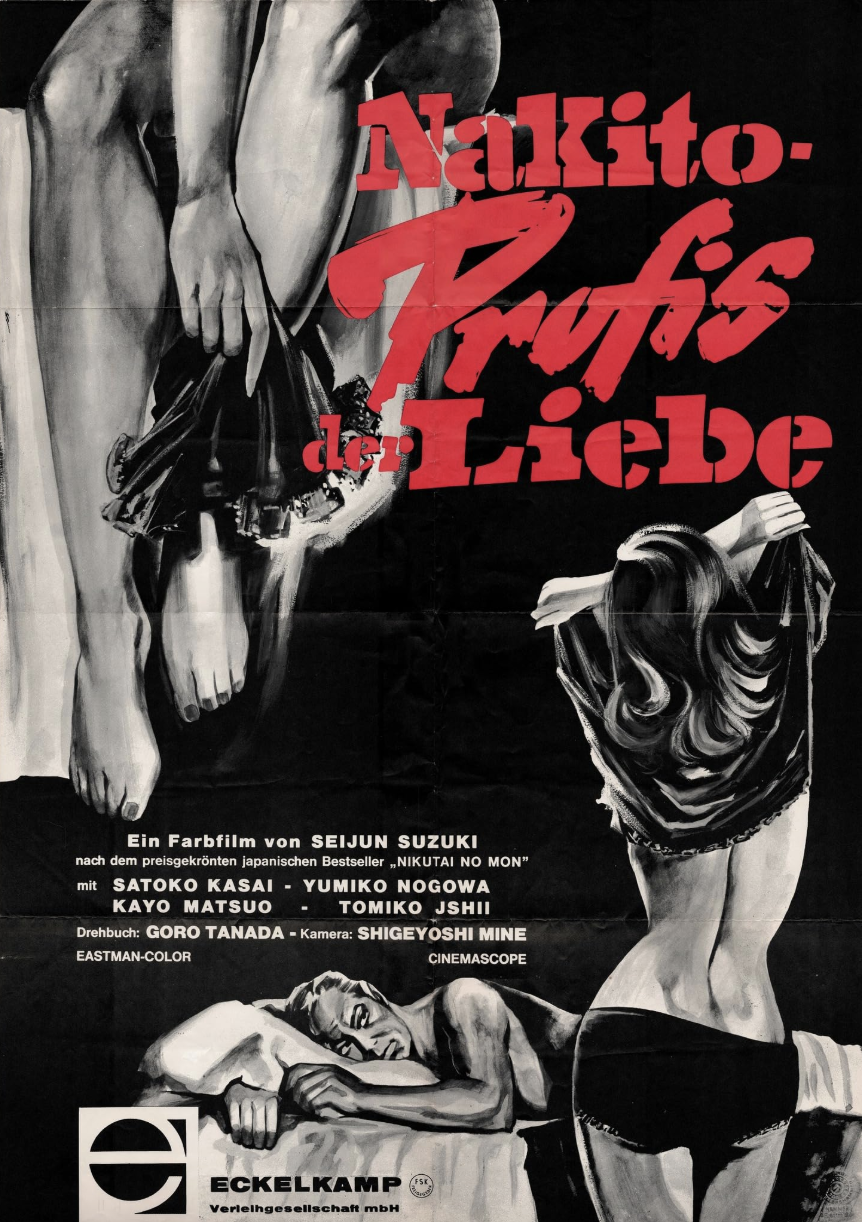 Nakito-
Profis
der Liebe
Ein Farbfilm von SEIJUN SUZUKI
nach dem preisgekrönten japanischen Bestseller „NIKUTAI NO MON”
mit SATOKO KASAI - YUMIKO NOGOWA
KAYO MATSUO - TOMIKO JSHII
Drehbuch: GORO TANADA - Kamera: SHIGEYOSHI MINE
EASTMAN-COLOR CINEMASCOPE
e
ECKELKAMP FSK
Verleihgesellschaft mbH